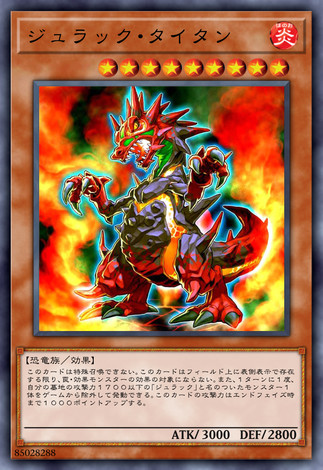 ジュラック・タイタン
炎
【恐竜族／効果】
このカードは特殊召喚できない。このカードはフィールド上に表側表示で存在
する限り、罠・効果モンスターの効果の対象にならない。また、1ターンに1度、
自分の墓地の攻撃力1700以下の「ジュラック」と名のついたモンスター1
体をゲームから除外して発動できる。このカードの攻撃力はエンドフェイズ時
まで1000ポイントアップする。
ATK/ 3000 DEF/ 2800
85028288